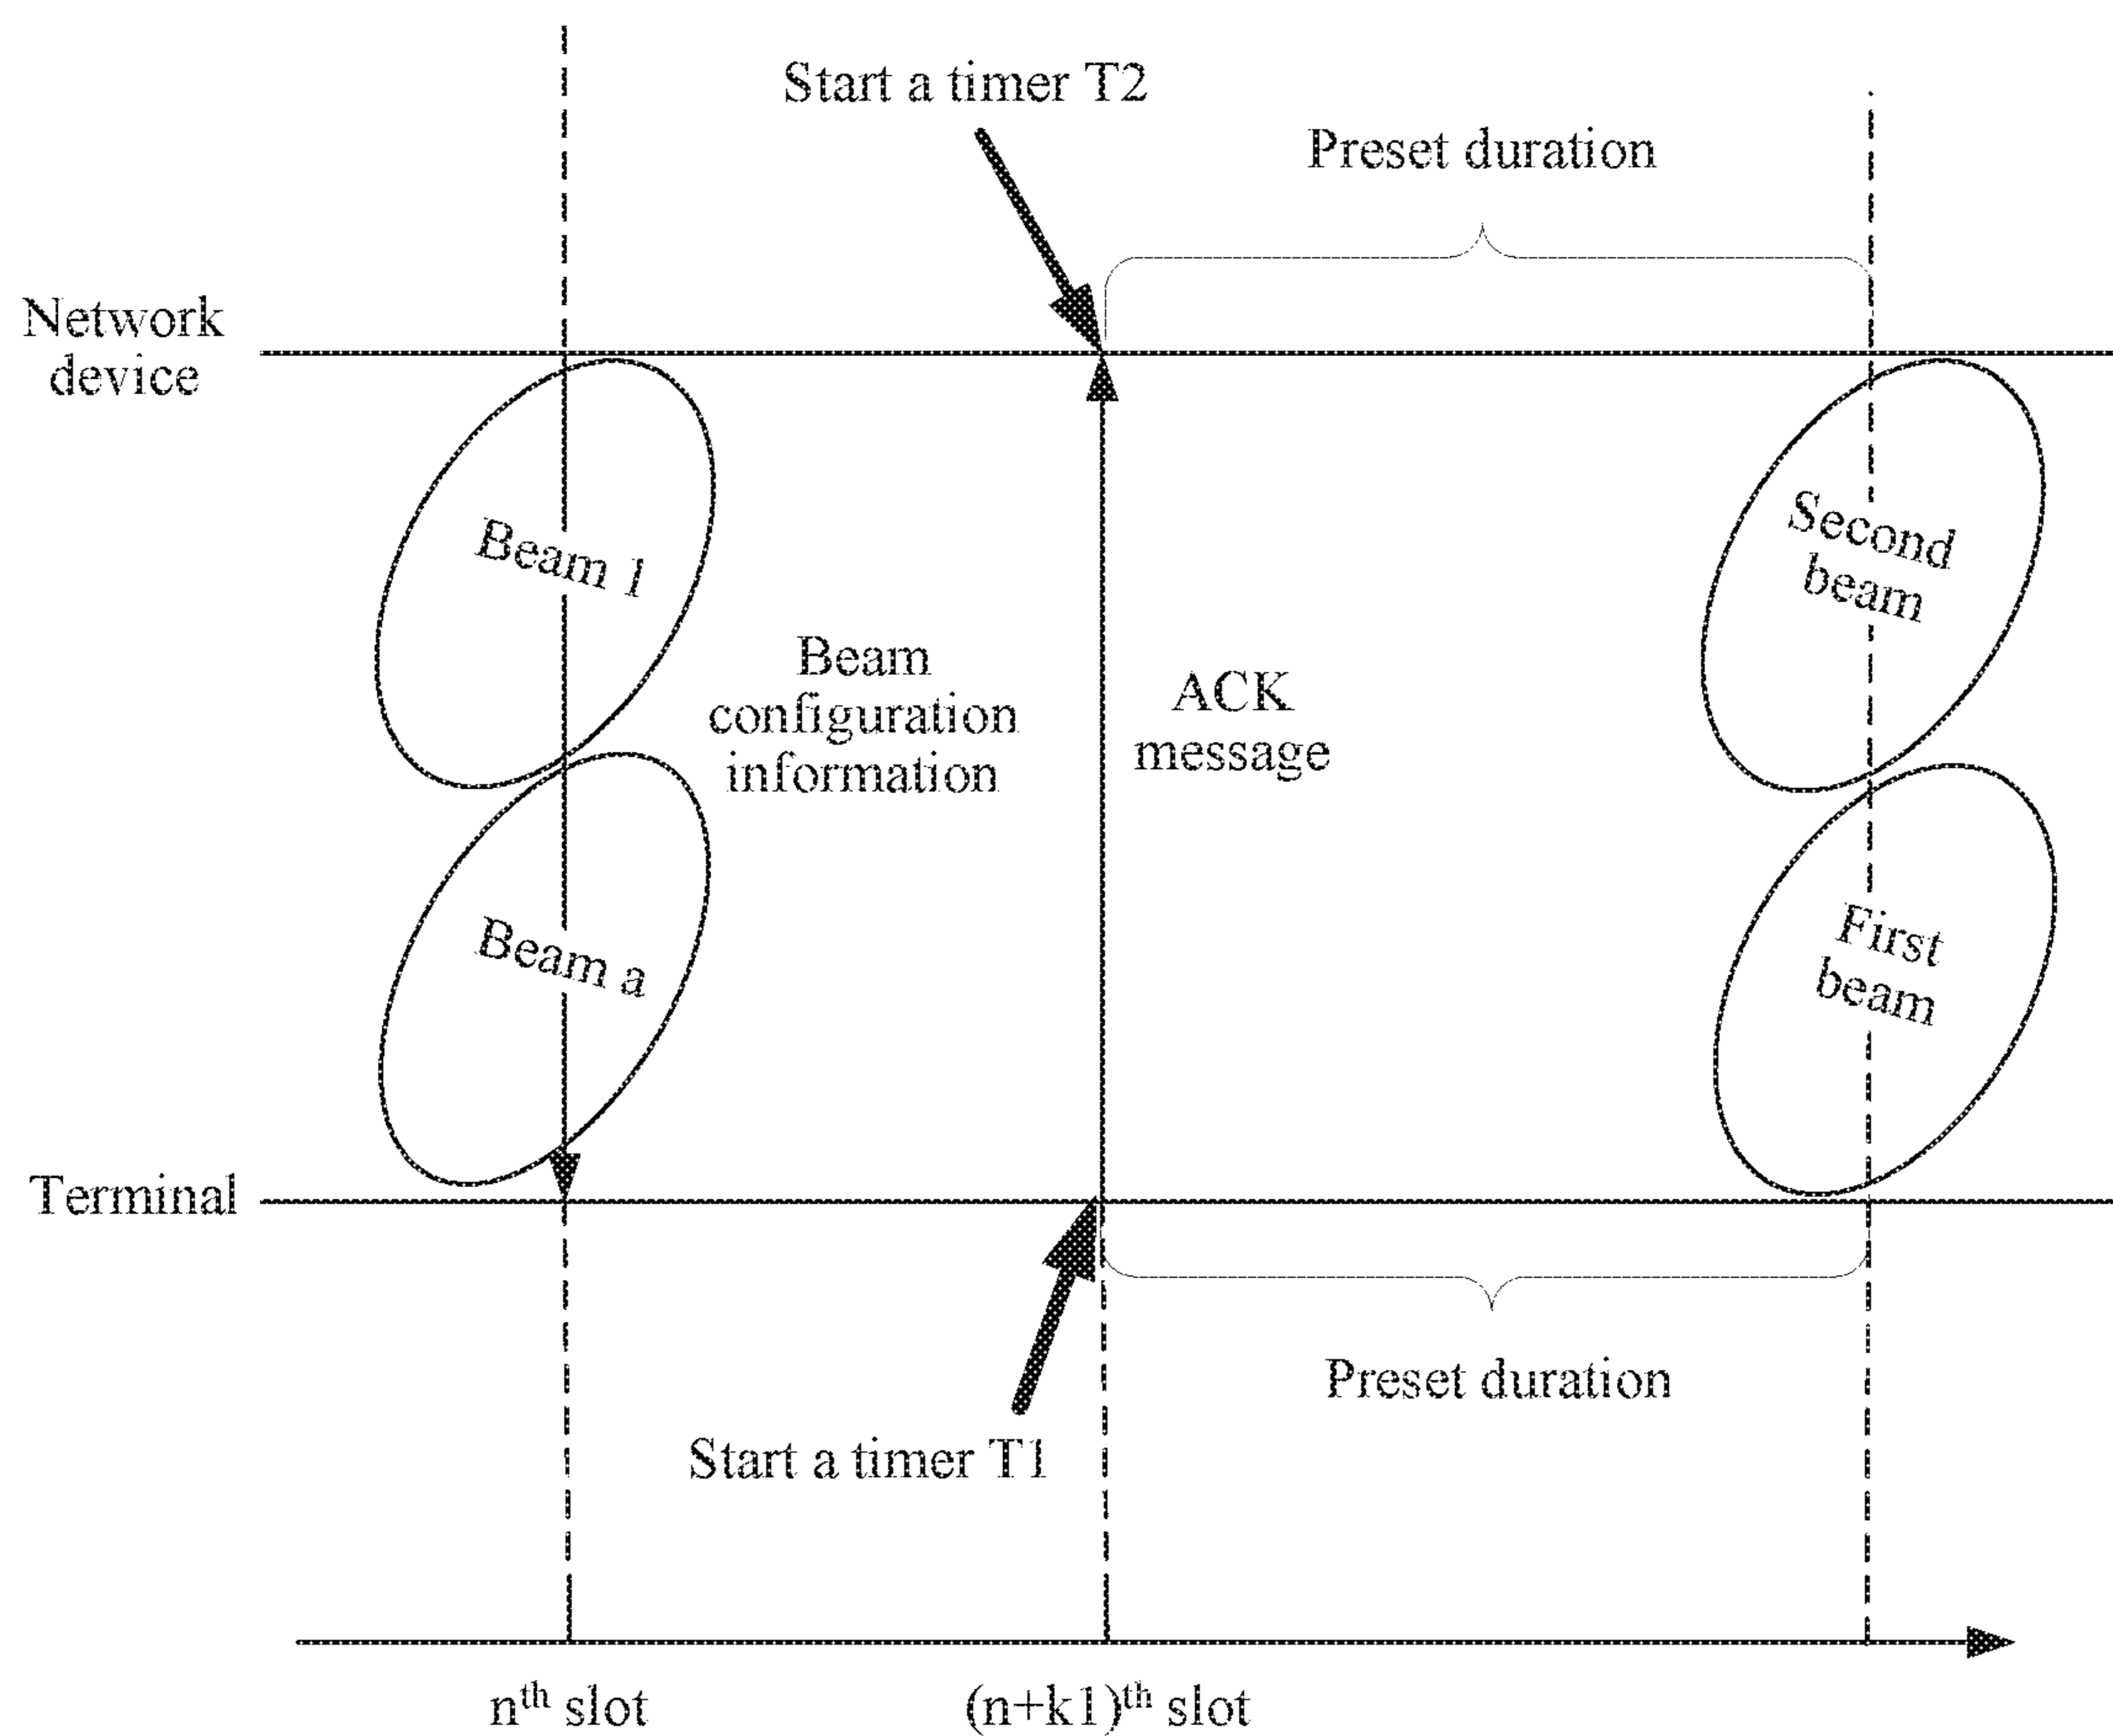 Start a timer T2
Preset duration
Network
device
Beam 1
Second
beam
Beam
configuration
information
ACK
message
Beam a
First
beam
Terminal
Preset duration
Start a timer T1
nth slot
(n+k1)th slot